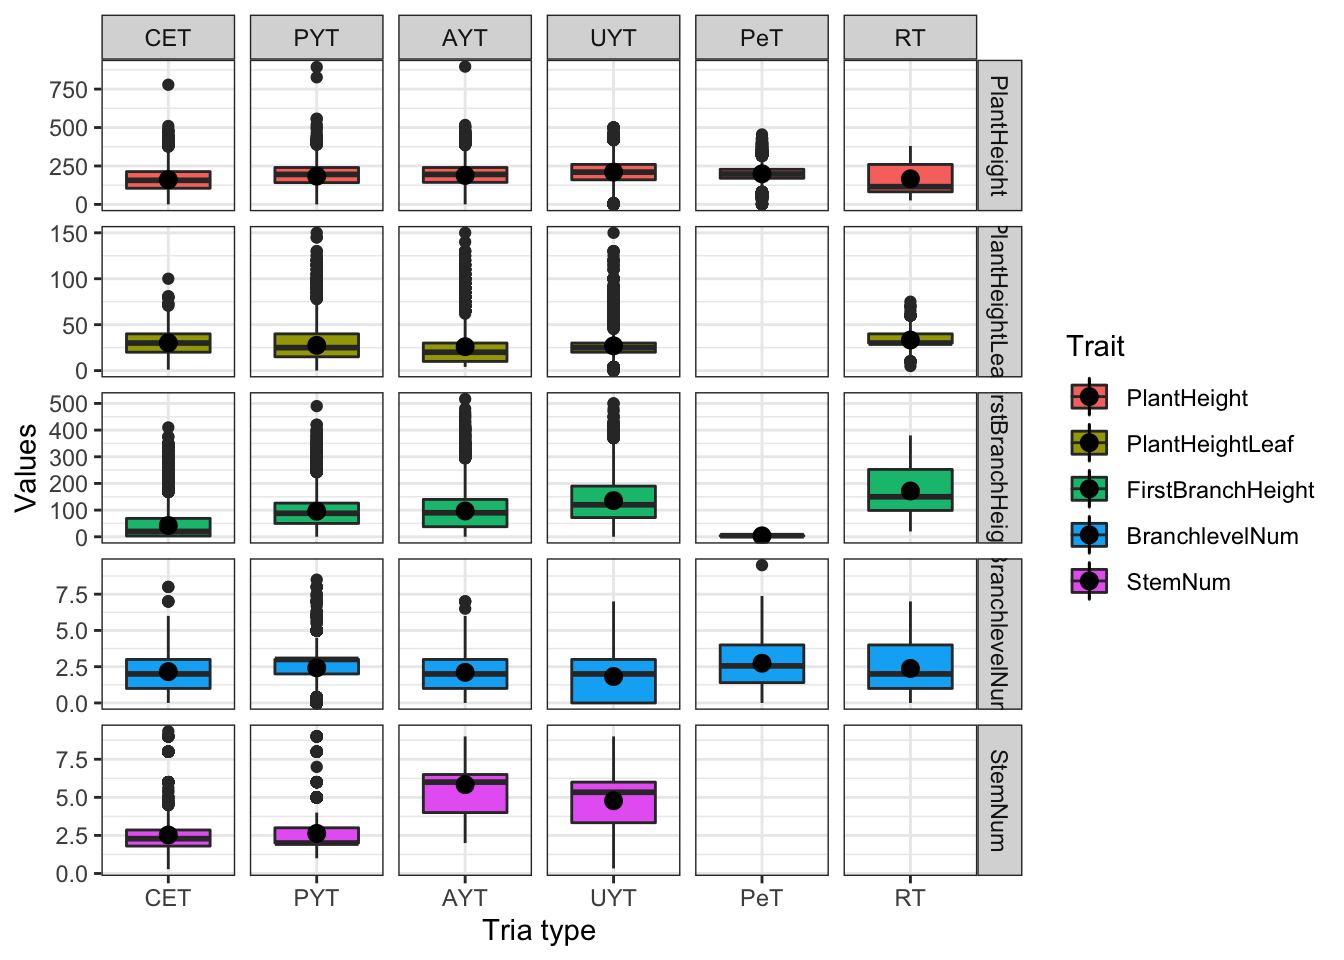 CET PYT AYT UYT PeT RT
PlantHeight
750
500
250
0
PlantHeightLea
150
100
50
0
rstBranchHeig
500
400
300
200
100
0
BranchlevelNum
7.5
5.0
2.5
0.0
StemNum
7.5
5.0
2.5
0.0
Values
CET PYT AYT UYT PeT RT
Tria type
Trait
PlantHeight
PlantHeightLeaf
FirstBranchHeight
BranchlevelNum
StemNum